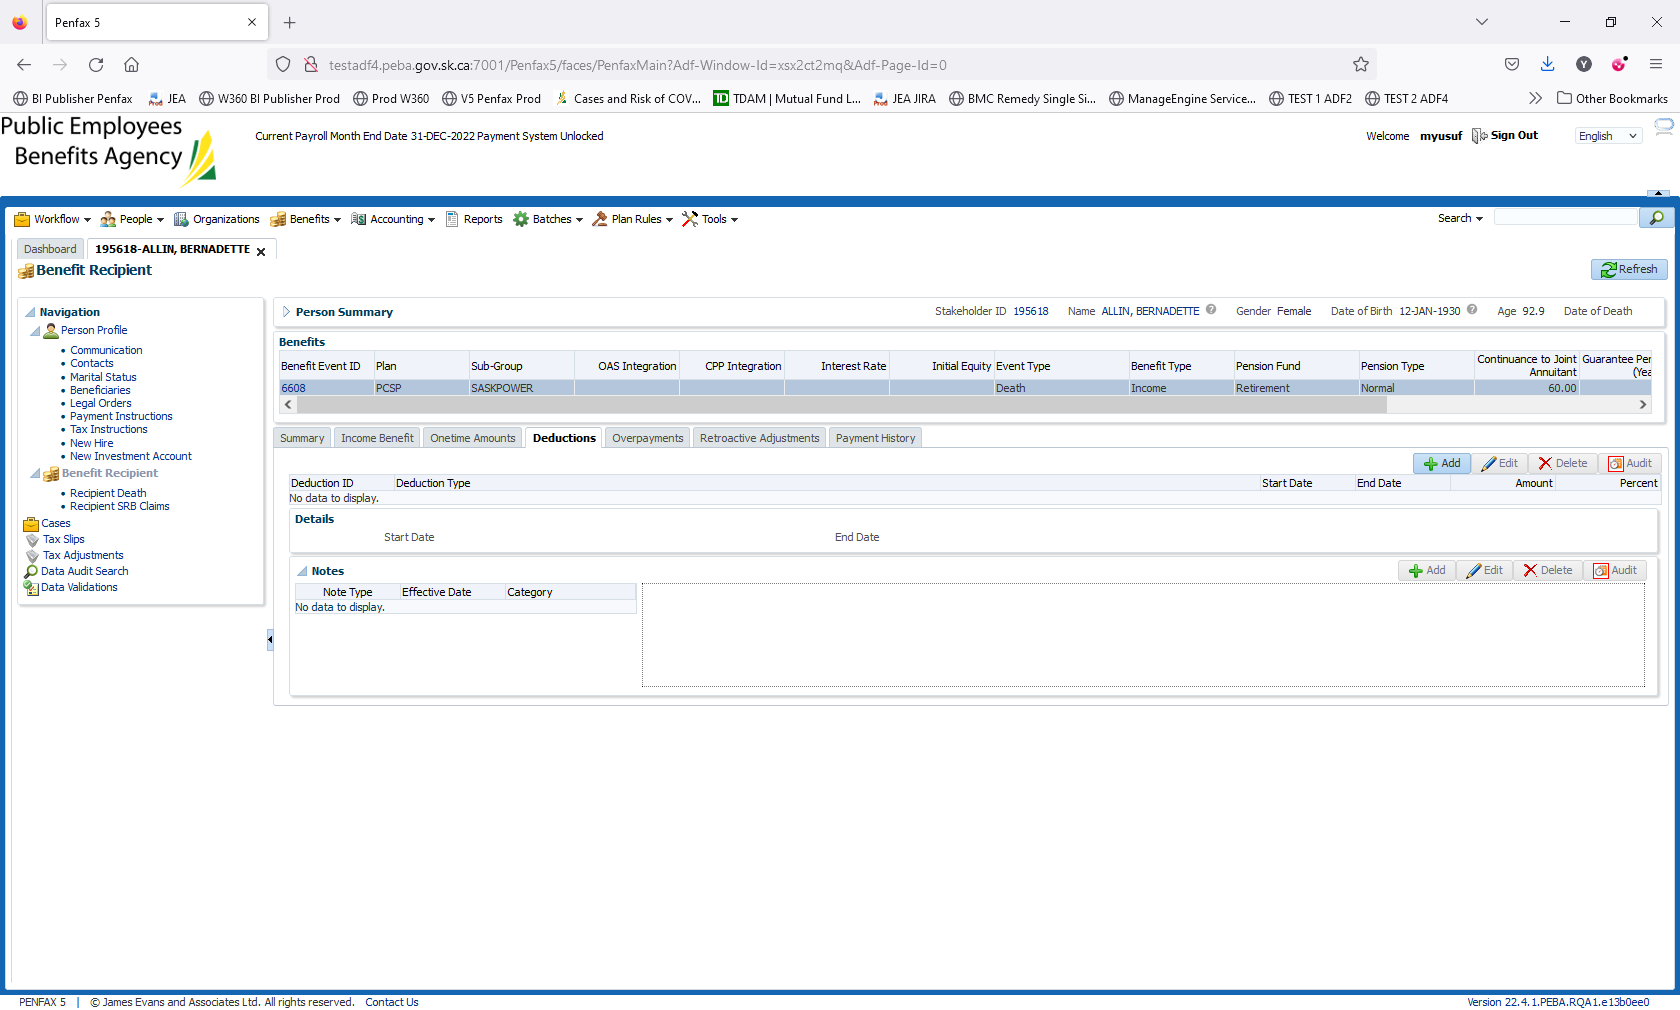 Penfax 5
testadf4.peba.gov.sk.ca:7001/Penfax5/faces/PenfaxMain?Adf-Window-Id=xsx2ct2mq&Adf-Page-Id=0
BI Publisher Penfax JEA W360 BI Publisher Prod Prod W360 V5 Penfax Prod Cases and Risk of COV... TDAM | Mutual Fund L... JEA JIRA BMC Remedy Single Si... ManageEngine Service... TEST 1 ADF2 TEST 2 ADF4 Other Bookmarks
Public Employees
Benefits Agency
Current Payroll Month End Date 31-DEC-2022 Payment System Unlocked
Welcome myusuf Sign Out English
Workflow People Organizations Benefits Accounting Reports Batches Plan Rules Tools Search
Dashboard 195618-ALLIN, BERNADETTE
Benefit Recipient
Refresh
Navigation
Person Profile
Communication
Contacts
Marital Status
Beneficiaries
Legal Orders
Payment Instructions
Tax Instructions
New Hire
New Investment Account
Benefit Recipient
Recipient Death
Recipient SRB Claims
Cases
Tax Slips
Tax Adjustments
Data Audit Search
Data Validations
Person Summary Stakeholder ID 195618 Name ALLIN, BERNADETTE Gender Female Date of Birth 12-JAN-1930 Age 92.9 Date of Death
Benefits
Benefit Event ID Plan Sub-Group OAS Integration CPP Integration Interest Rate Initial Equity Event Type Benefit Type Pension Fund Pension Type Continuance to Joint Annuitant Guarantee Per (Yea
6608 PCSP SASKPOWER Death Income Retirement Normal 60.00
Summary Income Benefit Onetime Amounts Deductions Overpayments Retroactive Adjustments Payment History
Add Edit Delete Audit
Deduction ID Deduction Type Start Date End Date Amount Percent
No data to display.
Details
Start Date End Date
Notes
Add Edit Delete Audit
Note Type Effective Date Category
No data to display.
PENFAX 5 | © James Evans and Associates Ltd. All rights reserved. Contact Us
Version 22.4.1.PEBA.RQA1.e13b0ee0